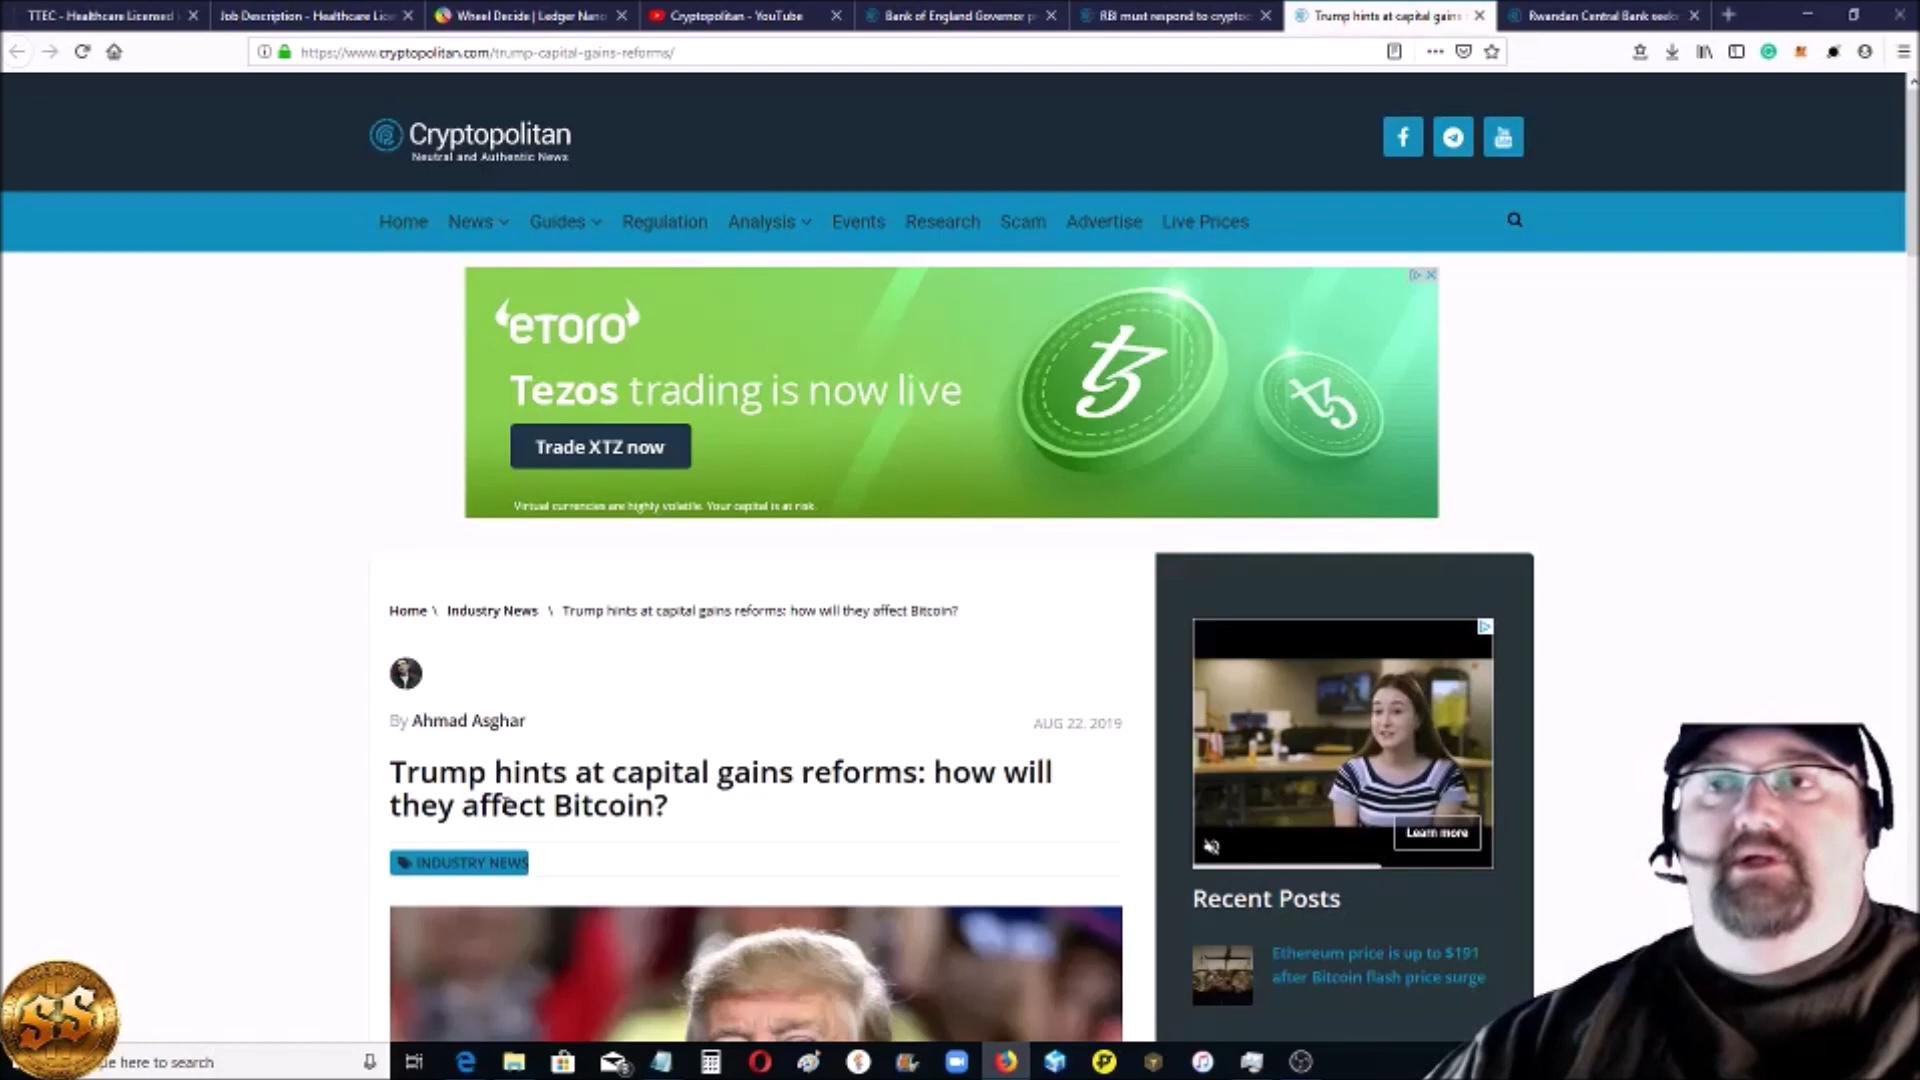 TTEC - Healthcare Licensed
Job Description - Healthcare Lice
Wheel Decide | Ledger Nano
Cryptopolitan - YouTube
Bank of England Governor p
RBI must respond to cryptoc
Trump hints at capital gains
Rwandan Central Bank seek
https://www.cryptopolitan.com/trump-capital-gains-reforms/
Cryptopolitan
Neutral and Authentic News
Home
News
Guides
Regulation
Analysis
Events
Research
Scam
Advertise
Live Prices
eToro
Tezos trading is now live
Trade XTZ now
Virtual currencies are highly volatile. Your capital is at risk.
Home \ Industry News \ Trump hints at capital gains reforms: how will they affect Bitcoin?
By Ahmad Asghar
AUG 22, 2019
Trump hints at capital gains reforms: how will
they affect Bitcoin?
INDUSTRY NEWS
Learn more
Recent Posts
Ethereum price is up to $191
after Bitcoin flash price surge
SS
pe here to search